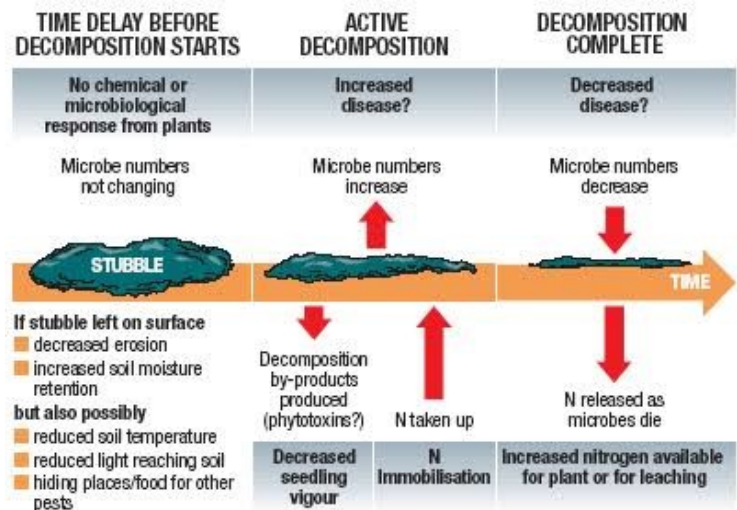 TIME DELAY BEFORE
DECOMPOSITION STARTS
No chemical or
microbiological
response from plants
Microbe numbers
not changing
STUBBLE
If stubble left on surface
decreased erosion
increased soil moisture
retention
but also possibly
reduced soil temperature
reduced light reaching soil
hiding places/food for other
pests
ACTIVE
DECOMPOSITION
Increased
disease?
Microbe numbers
increase
Decomposition
by-products
produced
(phytotoxins?)
N taken up
Decreased
seedling
vigour
N
Immobilisation
DECOMPOSITION
COMPLETE
Decreased
disease?
Microbe numbers
decrease
TIME
N released as
microbes die
Increased nitrogen available
for plant or for leaching